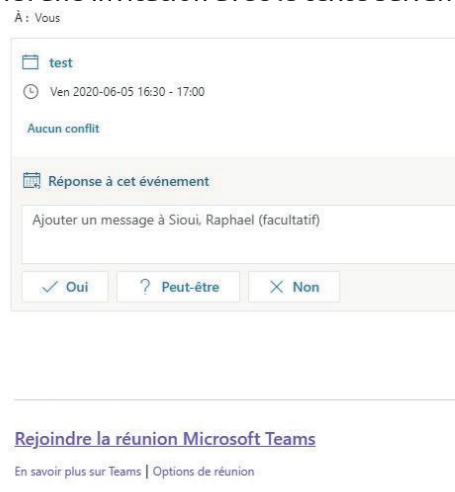 À : Vous
test
Ven 2020-06-05 16:30 - 17:00
Aucun conflit
Réponse à cet événement
Ajouter un message à Sioui, Raphael (facultatif)
Oui
Peut-être
Non
Rejoindre la réunion Microsoft Teams
En savoir plus sur Teams | Options de réunion